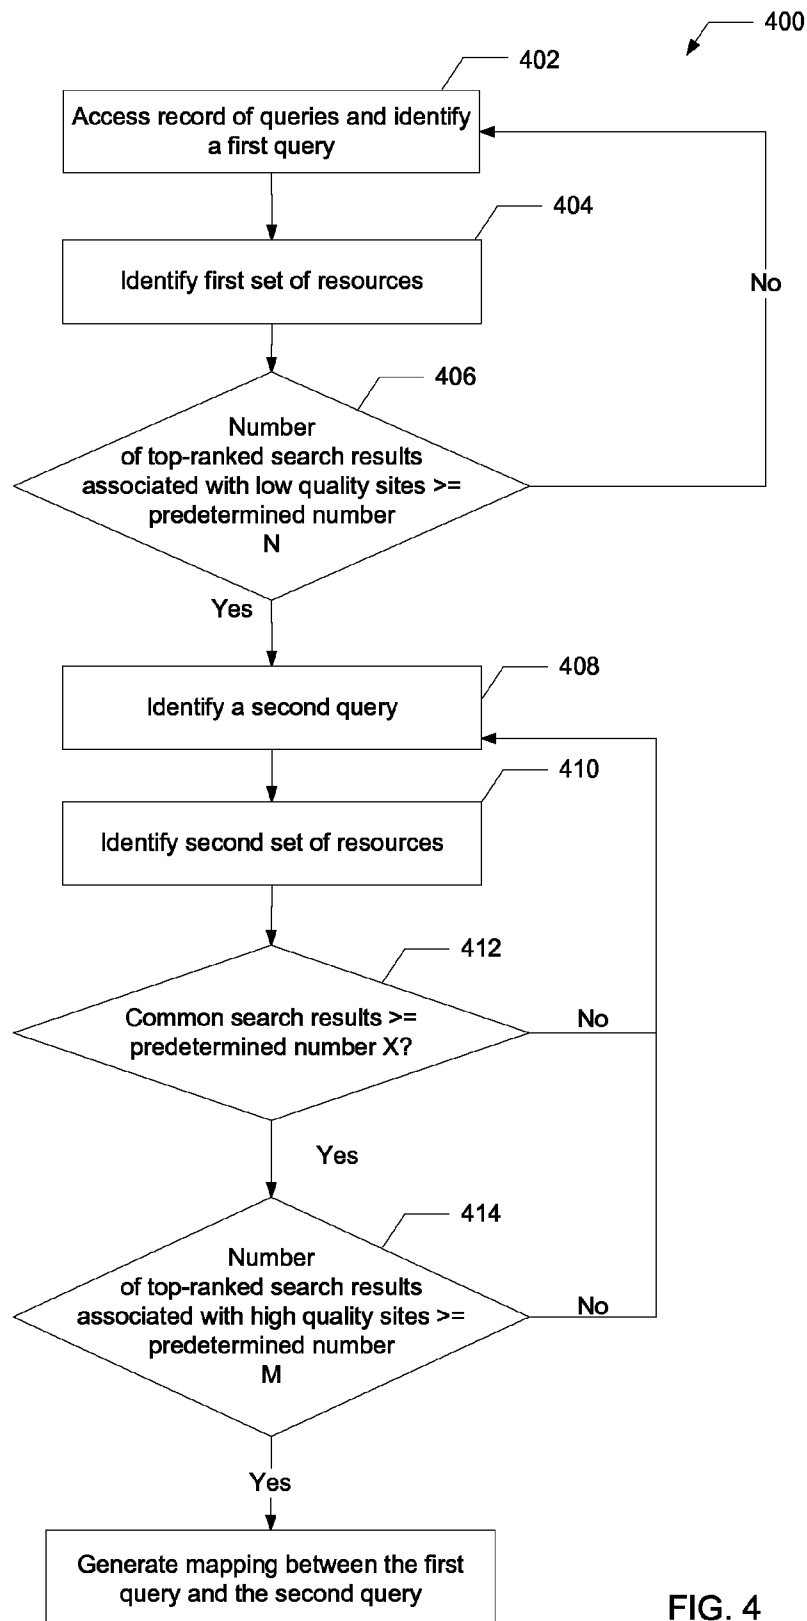 400
402
Access record of queries and identify
a first query
404
Identify first set of resources
No
406
Number
of top-ranked search results
associated with low quality sites >=
predetermined number
N
Yes
408
Identify a second query
410
Identify second set of resources
412
Common search results >=
predetermined number X?
No
Yes
414
Number
of top-ranked search results
associated with high quality sites >=
predetermined number
M
No
Yes
Generate mapping between the first
query and the second query
FIG. 4